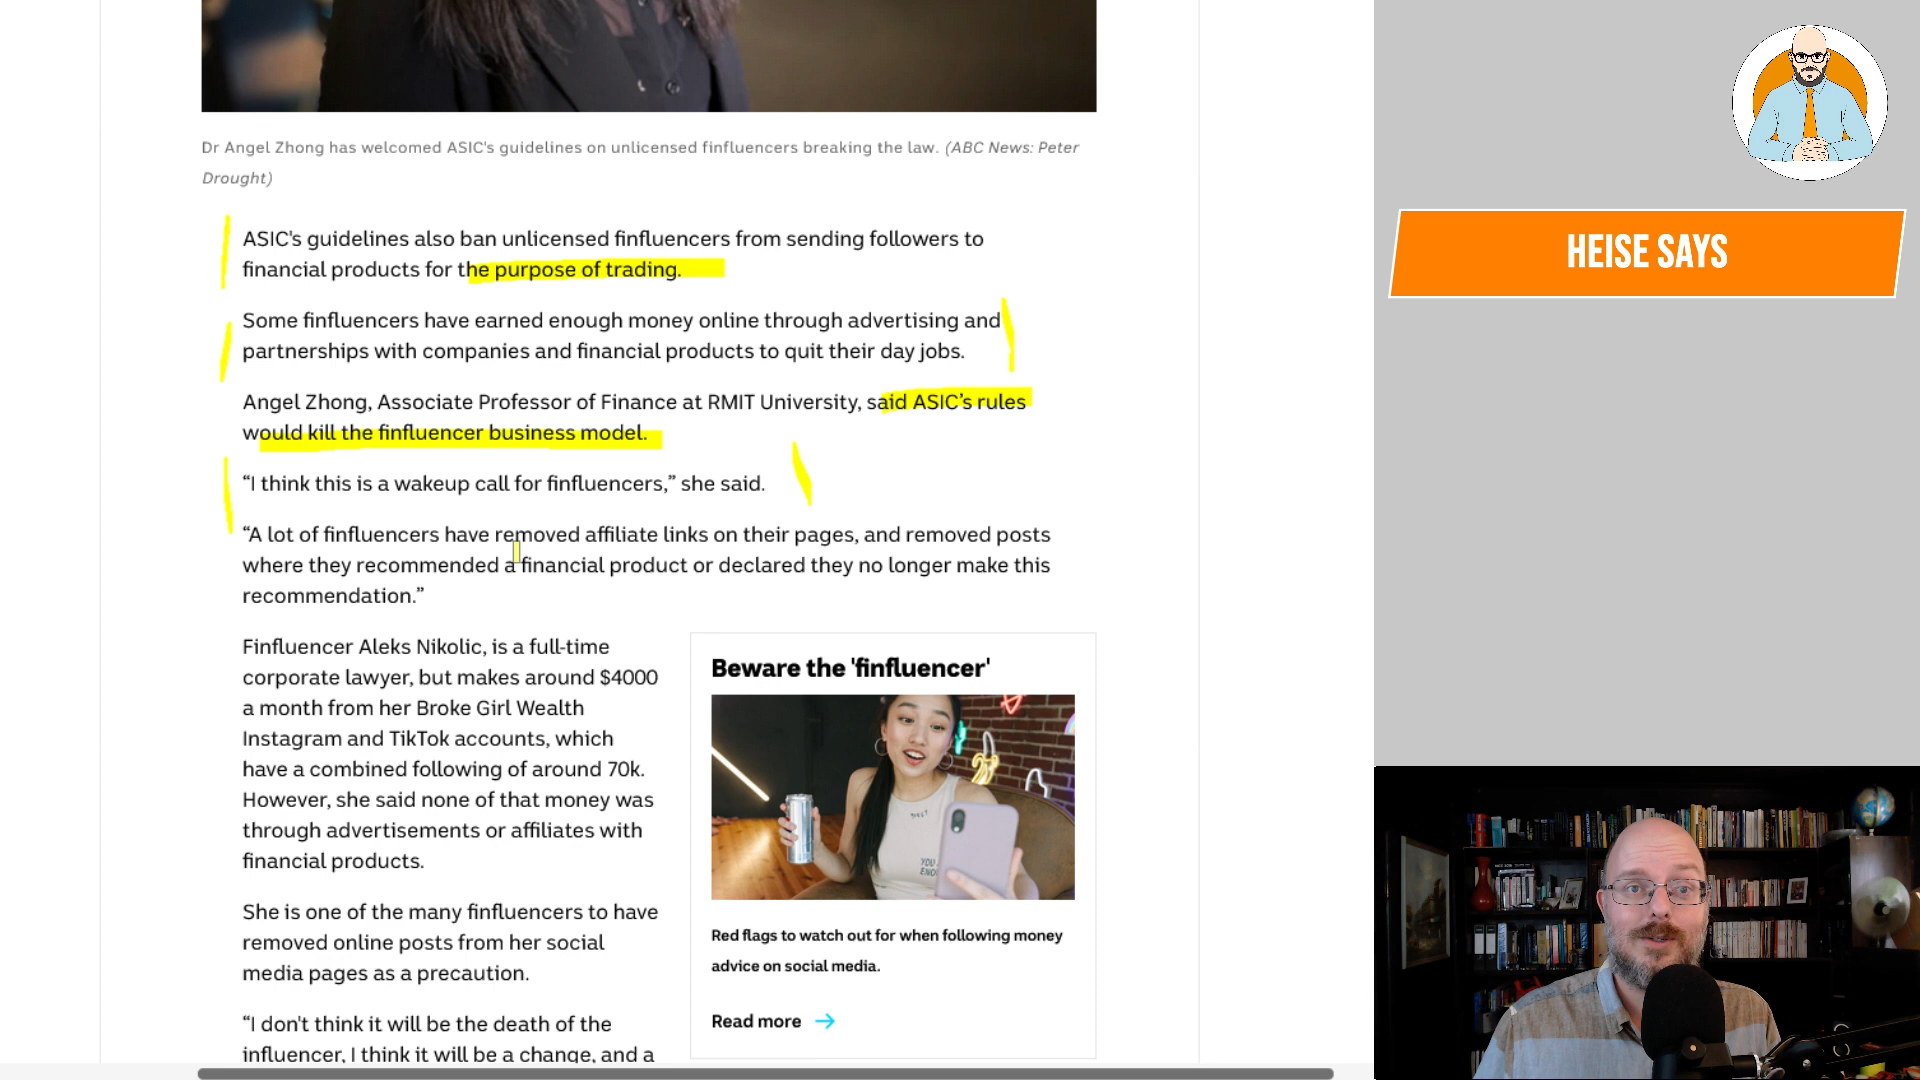 Dr Angel Zhong has welcomed ASIC's guidelines on unlicensed finfluencers breaking the law. (ABC News: Peter
Drought)
ASIC's guidelines also ban unlicensed finfluencers from sending followers to
financial products for the purpose of trading.
Some finfluencers have earned enough money online through advertising and
partnerships with companies and financial products to quit their day jobs.
Angel Zhong, Associate Professor of Finance at RMIT University, said ASIC’s rules
would kill the finfluencer business model.
“I think this is a wakeup call for finfluencers,” she said.
“A lot of finfluencers have removed affiliate links on their pages, and removed posts
where they recommended a financial product or declared they no longer make this
recommendation.”
Finfluencer Aleks Nikolic, is a full-time
corporate lawyer, but makes around $4000
a month from her Broke Girl Wealth
Instagram and TikTok accounts, which
have a combined following of around 70k.
However, she said none of that money was
through advertisements or affiliates with
financial products.
She is one of the many finfluencers to have
removed online posts from her social
media pages as a precaution.
“I don't think it will be the death of the
influencer, I think it will be a change, and a
Beware the 'finfluencer'
Red flags to watch out for when following money
advice on social media.
Read more
HEISE SAYS